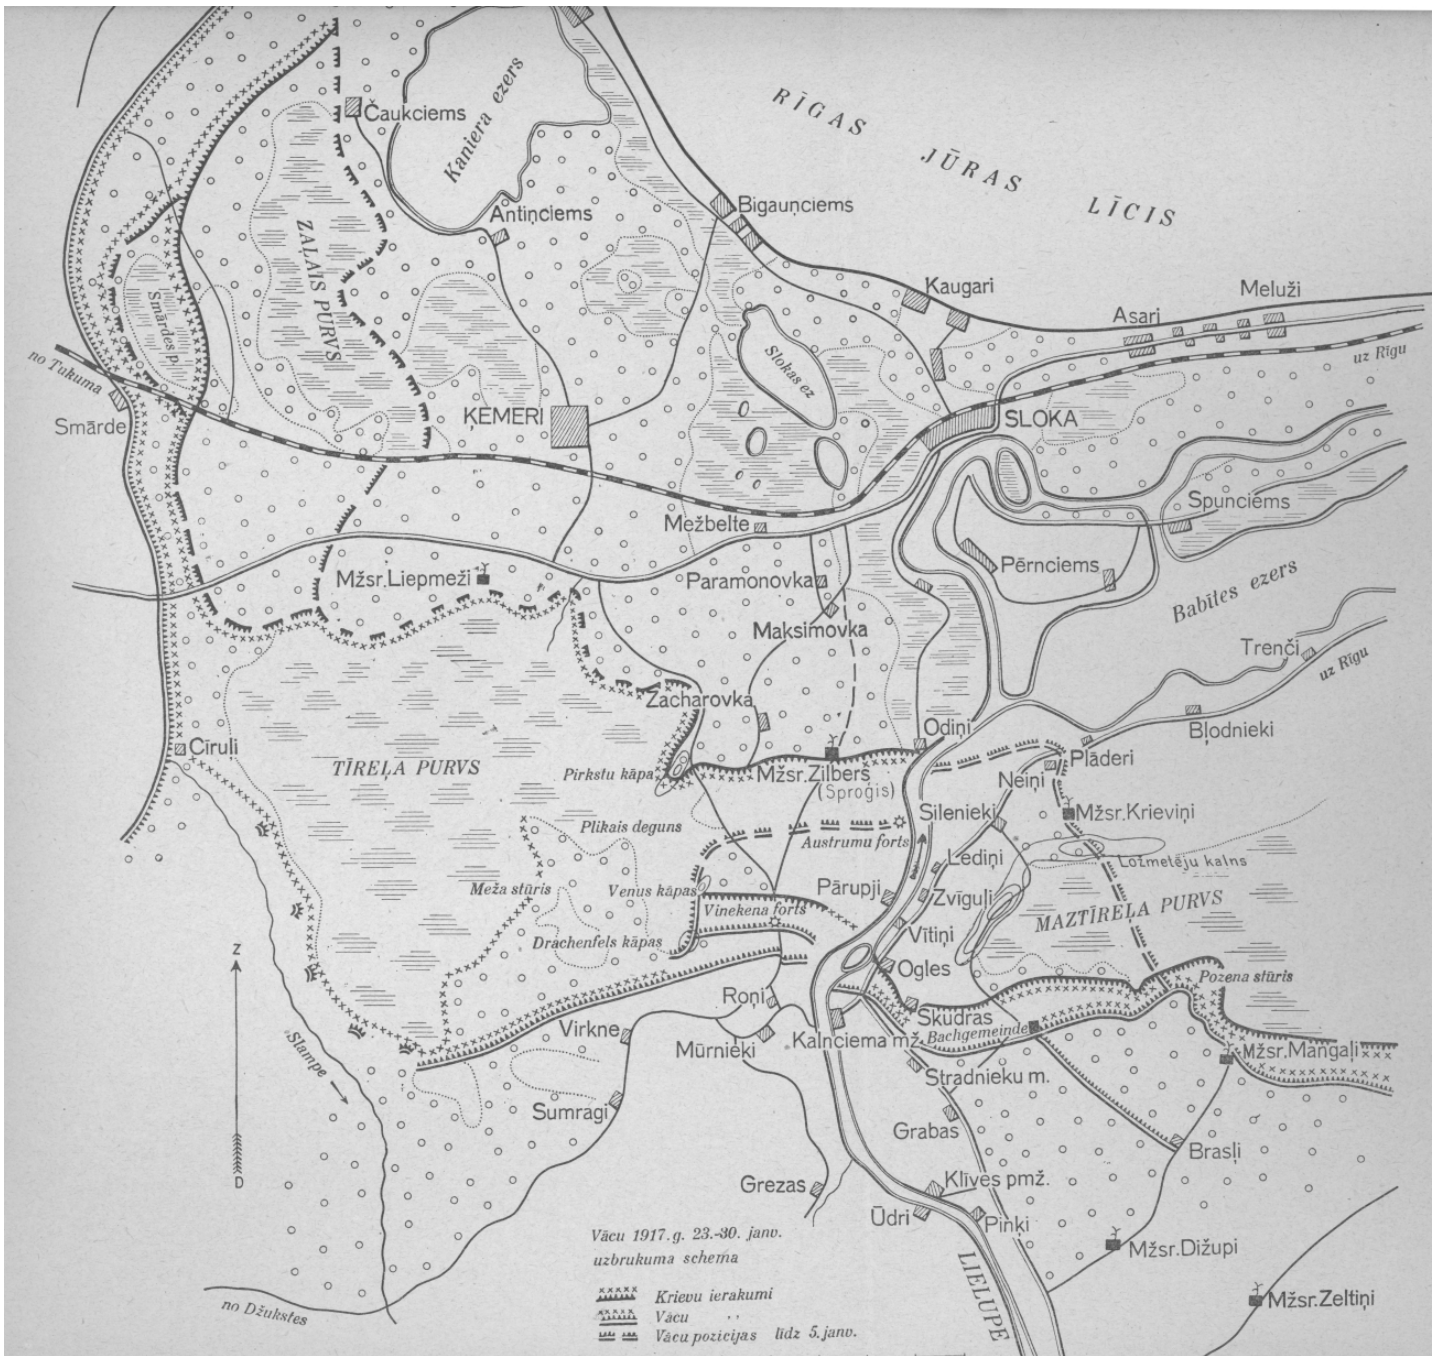 RĪGAS
JŪRAS
LĪCIS
Čaukciems
Kaniera ezers
Antiņciems
Bigauņciems
ZAĻAIS PURVS
Smārdes p.
Kaugari
Asari
Meluži
Slokas ez
no Tukuma
uz Rīgu
Smārde
ĶEMERI
SLOKA
Spunciems
Mežbelte
Mžsr.Liepmeži
Paramonovka
Pērnciems
Babītes ezers
Maksimovka
Trenči
uz Rīgu
Zacharovka
Odiņi
Bļodnieki
Cīruļi
TĪREĻA PURVS
Pirkstu kāpa
Mžsr.Zilbers
(Sproģis)
Plāderi
Neiņi
Silenieki
Mžsr.Krieviņi
Plikais deguns
Austrumu forts
Lediņi
Ložmetēju kalns
Meža stūris
Venus kāpas
Pārupji
Zvīguļi
MAZTĪREĻA PURVS
Vinekena forts
Vītiņi
Drachenfels kāpas
Ogles
Pozena stūris
Z
Roņi
Skudras
Virkne
Mūrnieki
Kalnciema mž.
Bachgemeinde
Mžsr.Mangaļi
Slampe
Stradnieku m.
Sumragi
Grabas
Brasļi
D
Grezas
Klīves pmž.
Ūdri
Piņķi
Mžsr.Dižupi
LIELUPE
Mžsr.Zeltiņi
no Džūkstes
Vācu 1917.g. 23.-30. janv.
uzbrukuma schema
Krievu ierakumi
Vācu ,,
Vācu pozicijas līdz 5.janv.